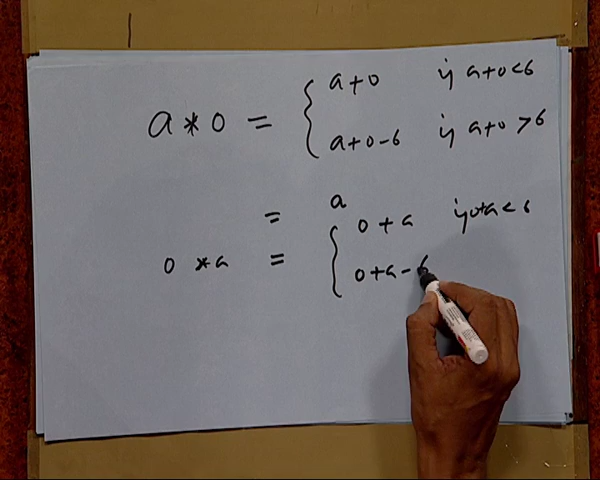 a + 0 if a+0<6
a * 0 = {
a+0-6 if a+0 >6
= a
0 + a if 0+a<6
0 * a = {
0+a-6